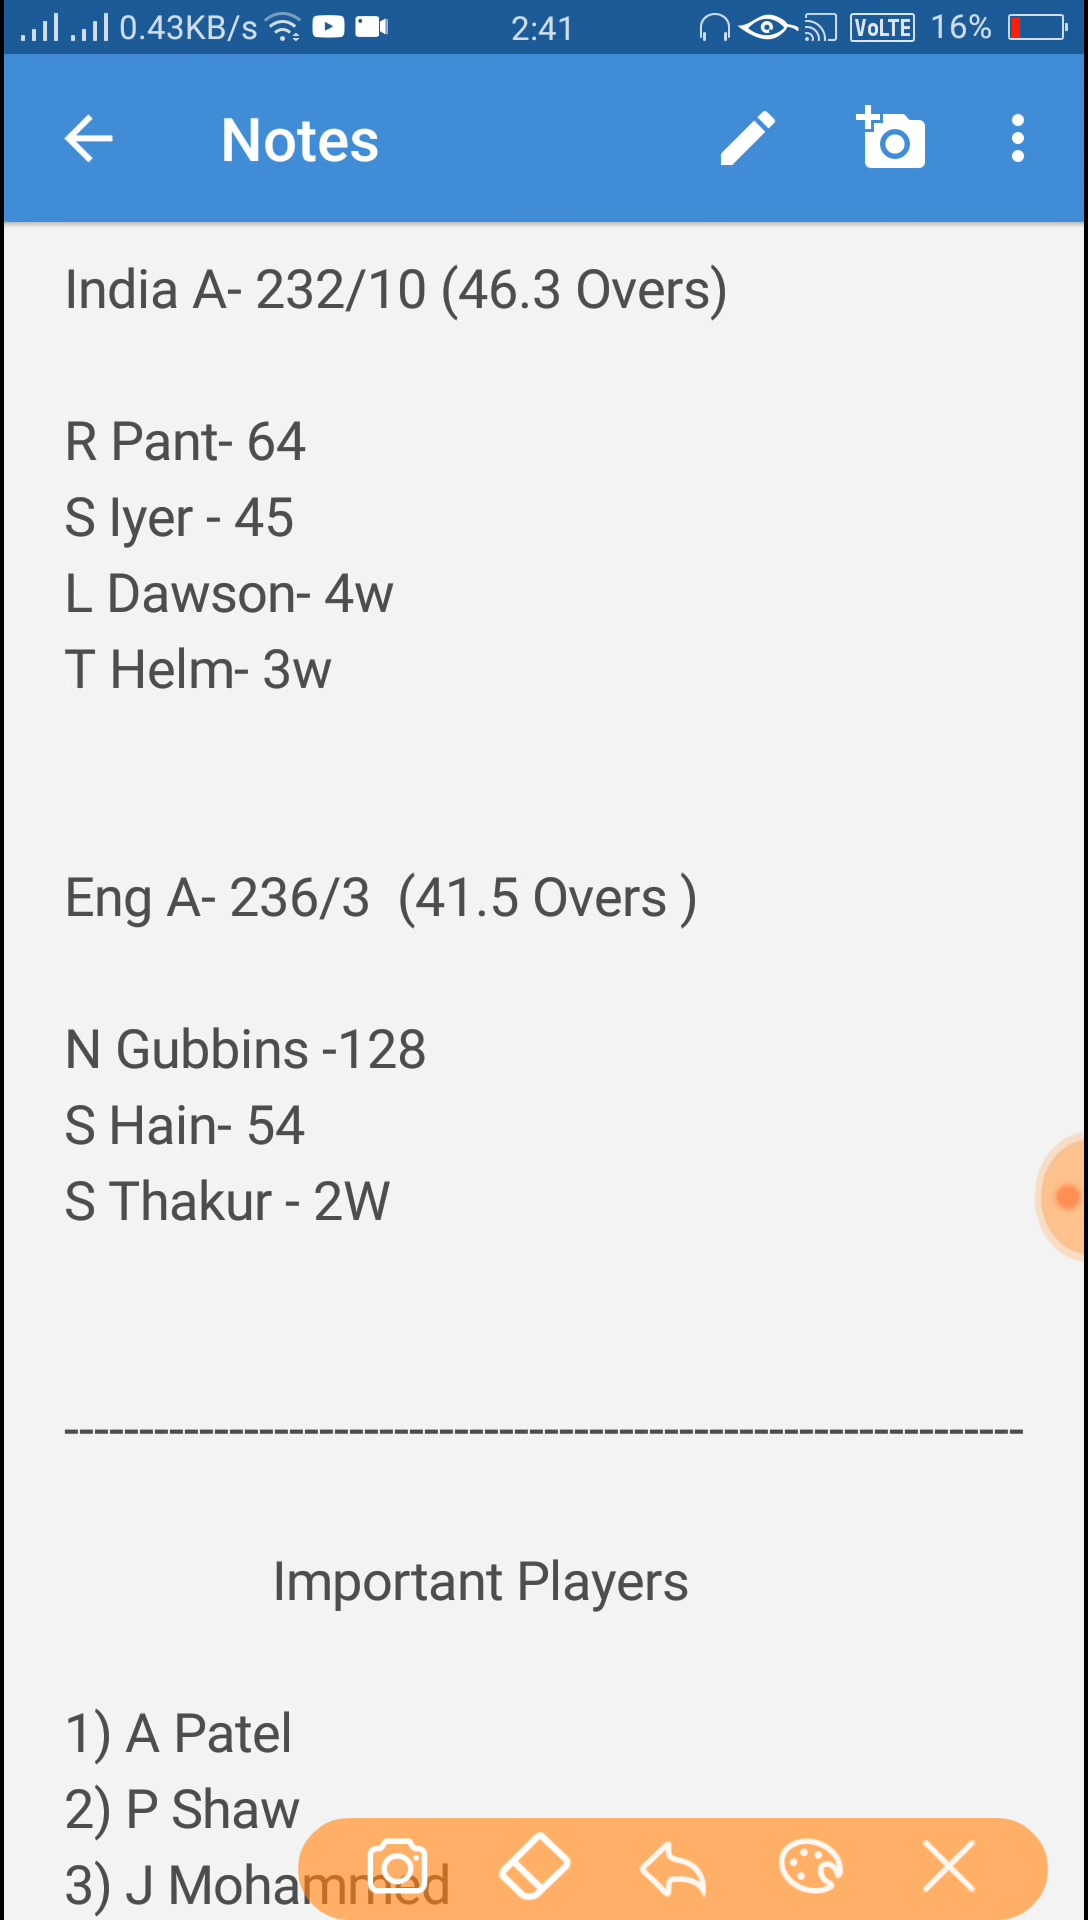 0.43KB/s 2:41 VoLTE 16%
Notes
India A- 232/10 (46.3 Overs)
R Pant- 64
S Iyer - 45
L Dawson- 4w
T Helm- 3w
Eng A- 236/3 (41.5 Overs )
N Gubbins -128
S Hain- 54
S Thakur - 2W
----------------------------------------------------------------
Important Players
1) A Patel
2) P Shaw
3) J Mohammed